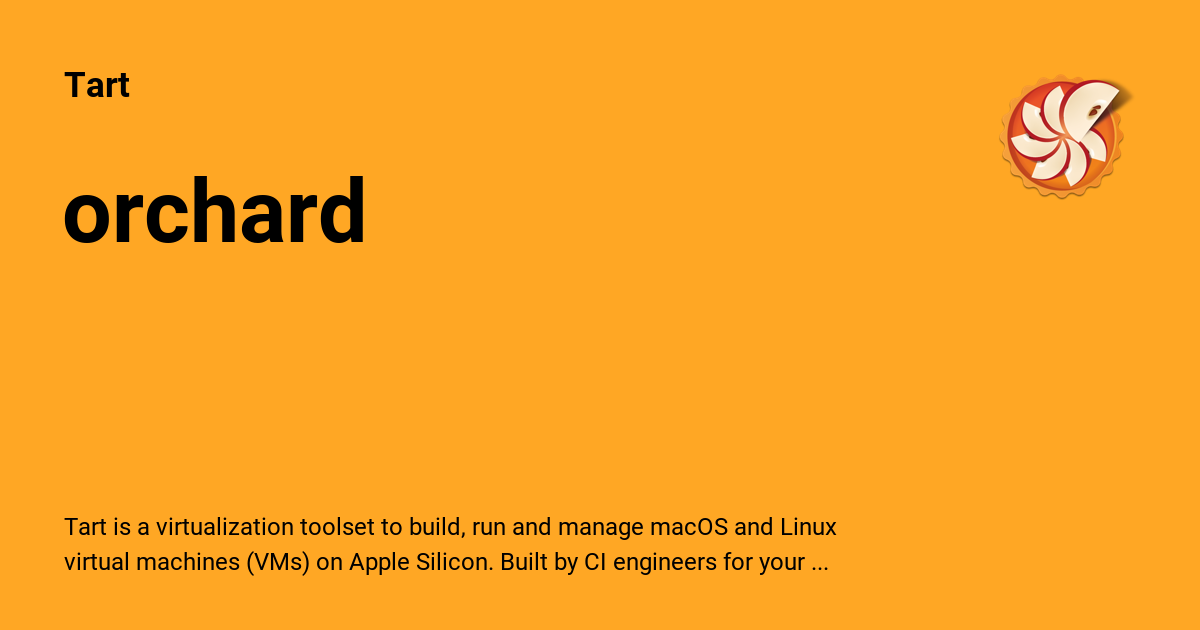 Tart
orchard
Tart is a virtualization toolset to build, run and manage macOS and Linux
virtual machines (VMs) on Apple Silicon. Built by CI engineers for your ...